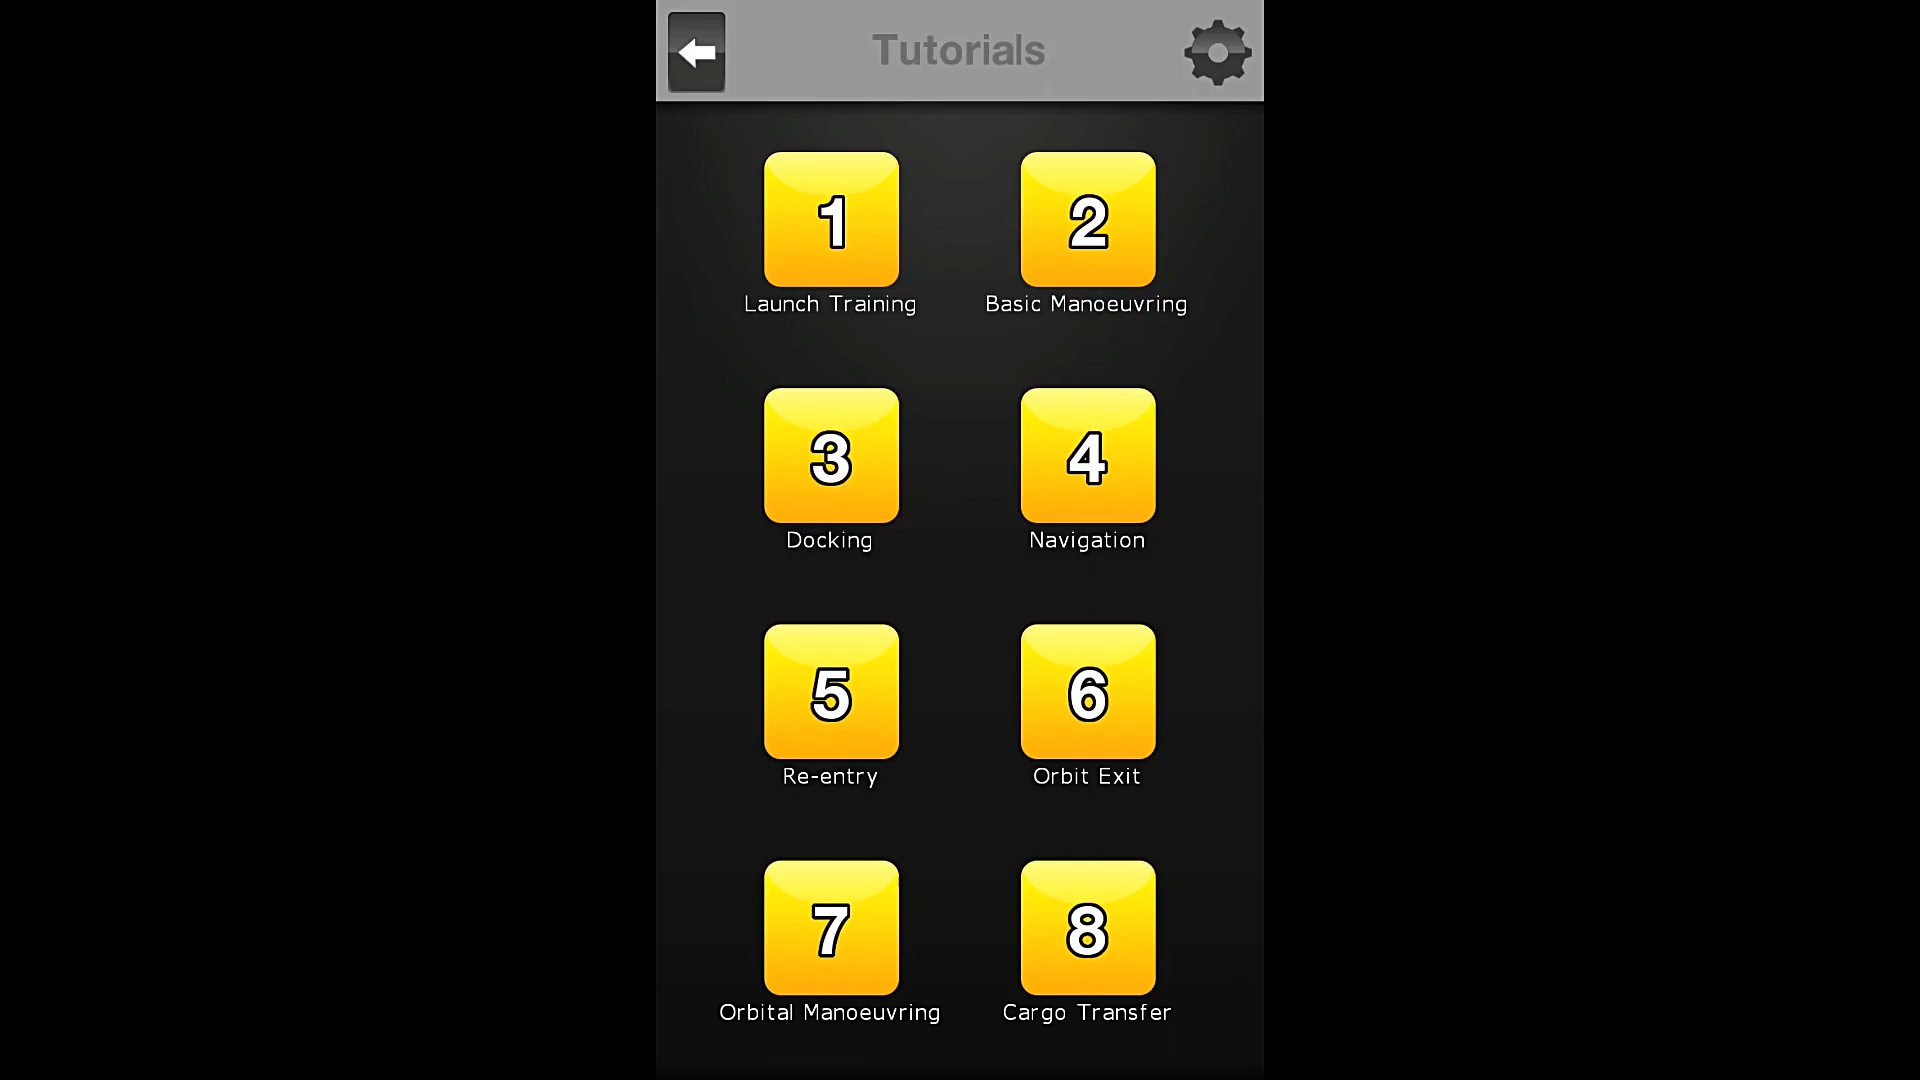 Tutorials
1
2
Launch Training
Basic Manoeuvring
3
4
Docking
Navigation
5
6
Re-entry
Orbit Exit
7
8
Orbital Manoeuvring
Cargo Transfer